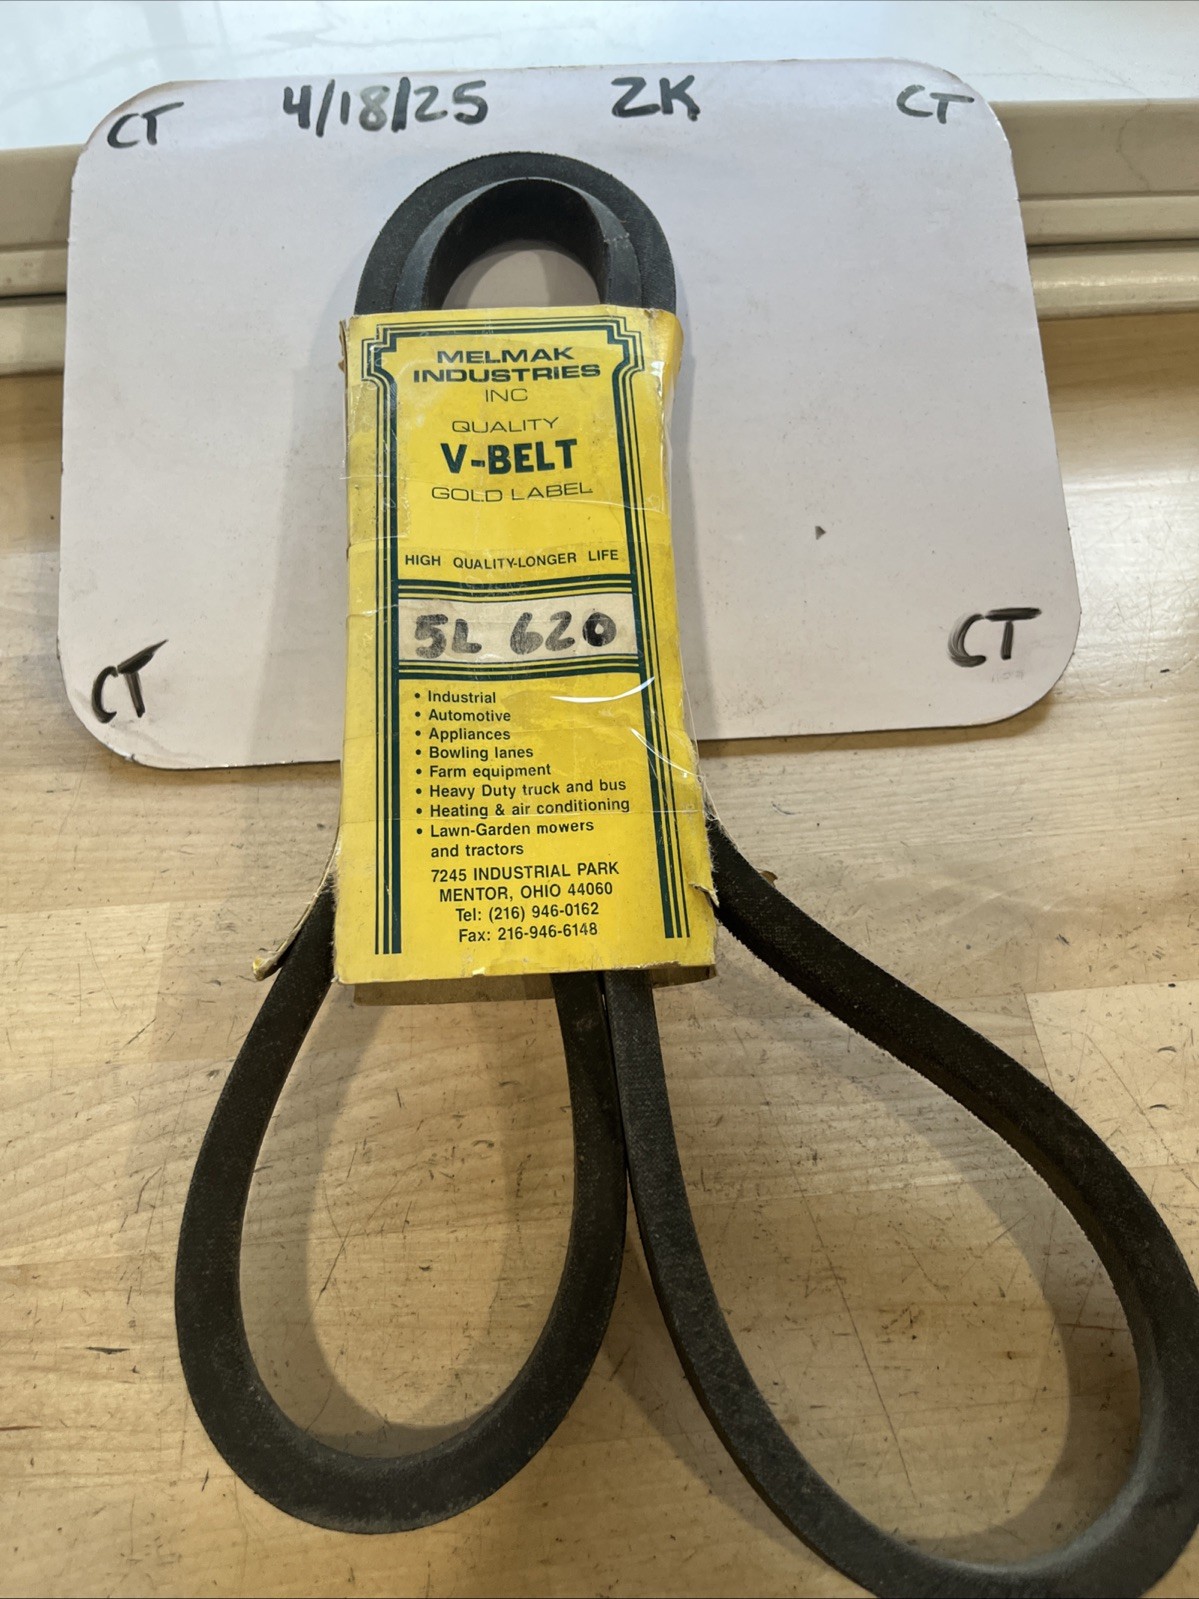 CT 4/18/25 ZK CT
MELMAK
INDUSTRIES
INC
QUALITY
V-BELT
GOLD LABEL
HIGH QUALITY-LONGER LIFE
5L 620
CT
CT
• Industrial
• Automotive
• Appliances
• Bowling lanes
• Farm equipment
• Heavy Duty truck and bus
• Heating & air conditioning
• Lawn-Garden mowers
and tractors
7245 INDUSTRIAL PARK
MENTOR, OHIO 44060
Tel: (216) 946-0162
Fax: 216-946-6148